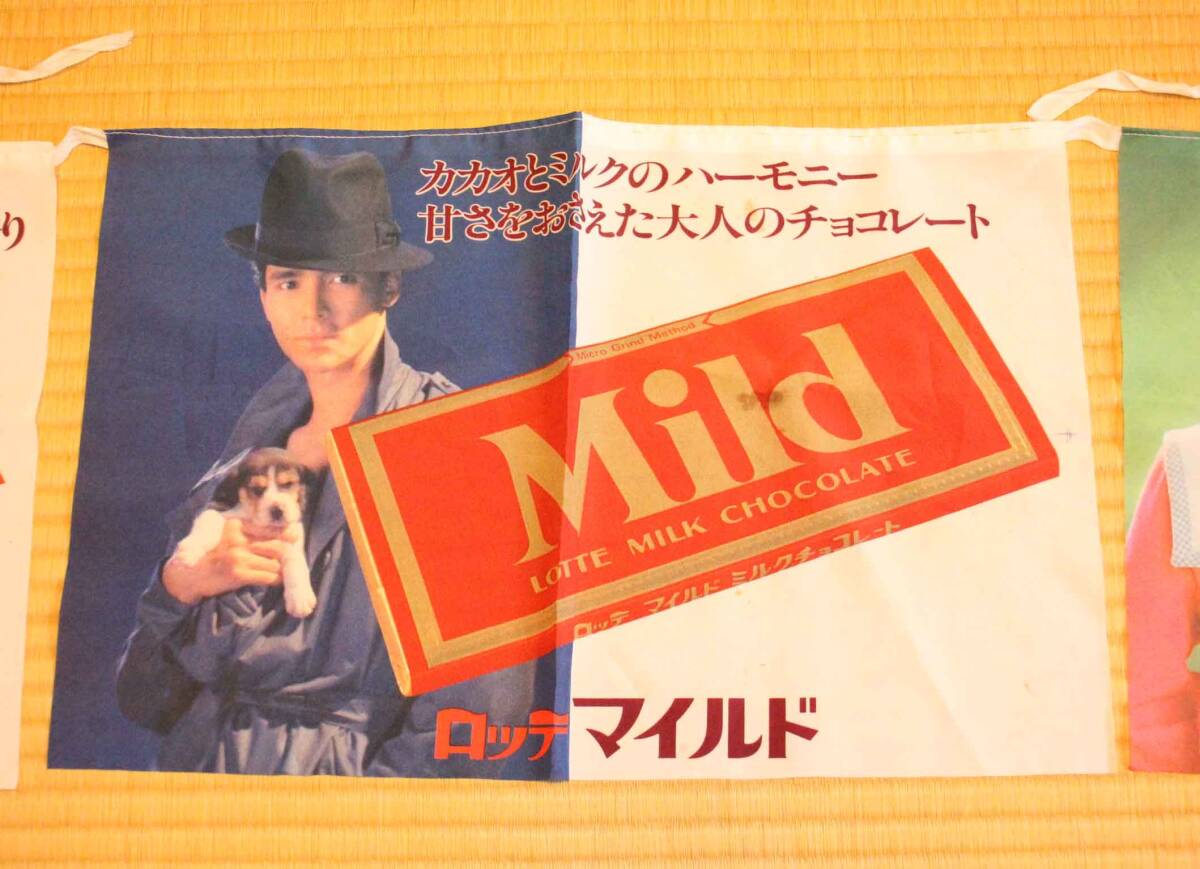 カカオとミルクのハーモニー
甘さをおさえた大人のチョコレート
Micro Grind Method
Mild
LOTTE MILK CHOCOLATE
ロッテ マイルド ミルクチョコレート
ロッテ マイルド
り